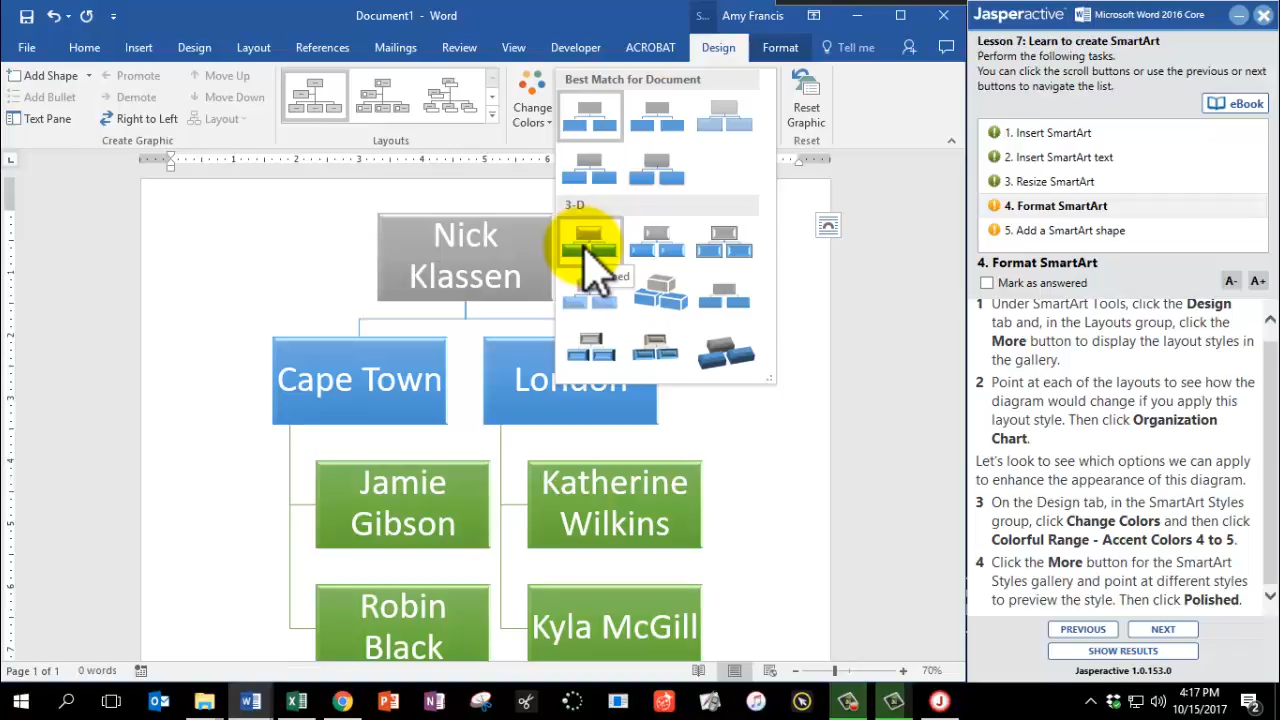 Document1 - Word
S...
Amy Francis
File
Home
Insert
Design
Layout
References
Mailings
Review
View
Developer
ACROBAT
Design
Format
Tell me
Add Shape
Promote
Move Up
Add Bullet
Demote
Move Down
Text Pane
Right to Left
Layout
Create Graphic
Layouts
Change
Colors
Best Match for Document
3-D
Reset
Graphic
Reset
1
2
3
4
5
6
Nick
Klassen
Cape Town
London
Jamie
Gibson
Katherine
Wilkins
Robin
Black
Kyla McGill
Page 1 of 1
0 words
70%
Jasperactive
Microsoft Word 2016 Core
Lesson 7: Learn to create SmartArt
Perform the following tasks.
You can click the scroll buttons or use the previous or next
buttons to navigate the list.
eBook
1. Insert SmartArt
2. Insert SmartArt text
3. Resize SmartArt
4. Format SmartArt
5. Add a SmartArt shape
4. Format SmartArt
Mark as answered
A-
A+
1 Under SmartArt Tools, click the Design
tab and, in the Layouts group, click the
More button to display the layout styles in
the gallery.
2 Point at each of the layouts to see how the
diagram would change if you apply this
layout style. Then click Organization
Chart.
Let's look to see which options we can apply
to enhance the appearance of this diagram.
3 On the Design tab, in the SmartArt Styles
group, click Change Colors and then click
Colorful Range - Accent Colors 4 to 5.
4 Click the More button for the SmartArt
Styles gallery and point at different styles
to preview the style. Then click Polished.
PREVIOUS
NEXT
SHOW RESULTS
Jasperactive 1.0.153.0
4:17 PM
10/15/2017